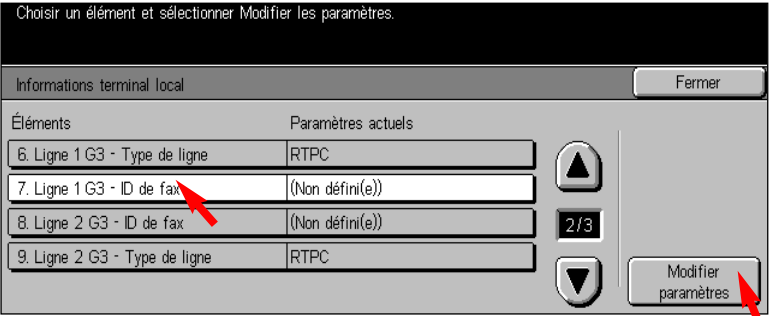 Choisir un élément et sélectionner Modifier les paramètres.
Informations terminal local
Fermer
Éléments Paramètres actuels
6. Ligne 1 G3 - Type de ligne RTPC
7. Ligne 1 G3 - ID de fax (Non défini(e))
8. Ligne 2 G3 - ID de fax (Non défini(e))
2/3
9. Ligne 2 G3 - Type de ligne RTPC
Modifier
paramètres